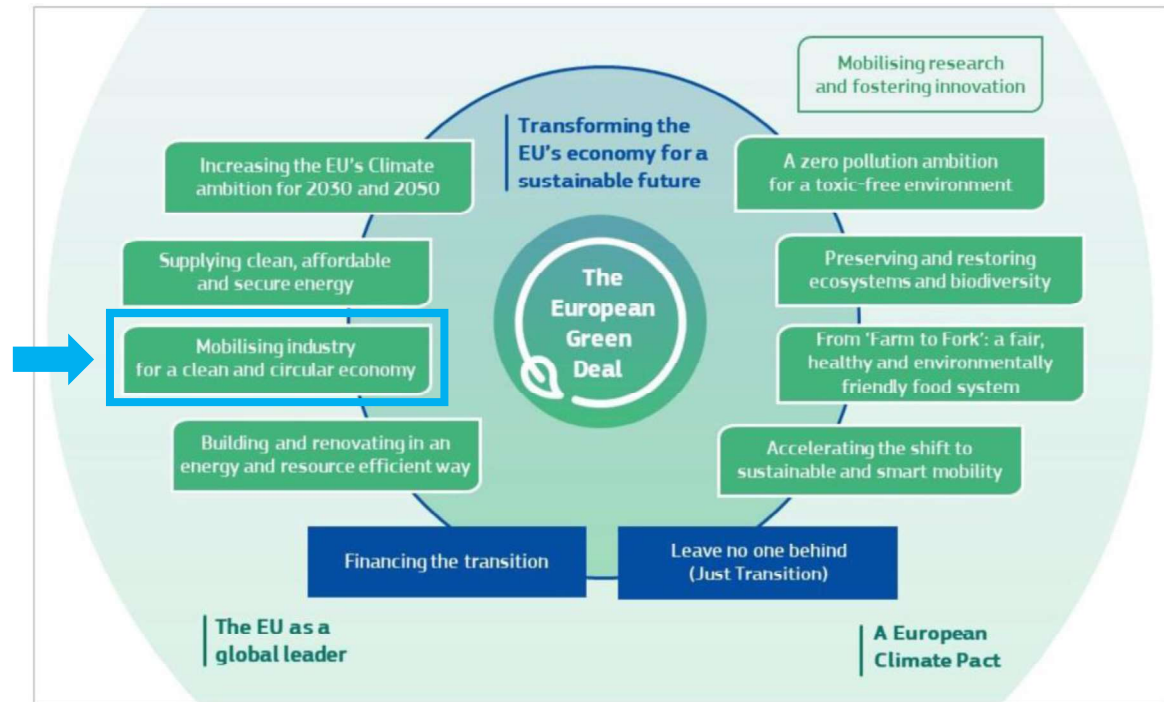 Mobilising research
and fostering innovation
Transforming the
EU's economy for a
sustainable future
Increasing the EU's Climate
ambition for 2030 and 2050
A zero pollution ambition
for a toxic-free environment
Supplying clean, affordable
and secure energy
Preserving and restoring
ecosystems and biodiversity
The
European
Green
Deal
Mobilising industry
for a clean and circular economy
From 'Farm to Fork': a fair,
healthy and environmentally
friendly food system
Building and renovating in an
energy and resource efficient way
Accelerating the shift to
sustainable and smart mobility
Financing the transition
Leave no one behind
(Just Transition)
The EU as a
global leader
A European
Climate Pact